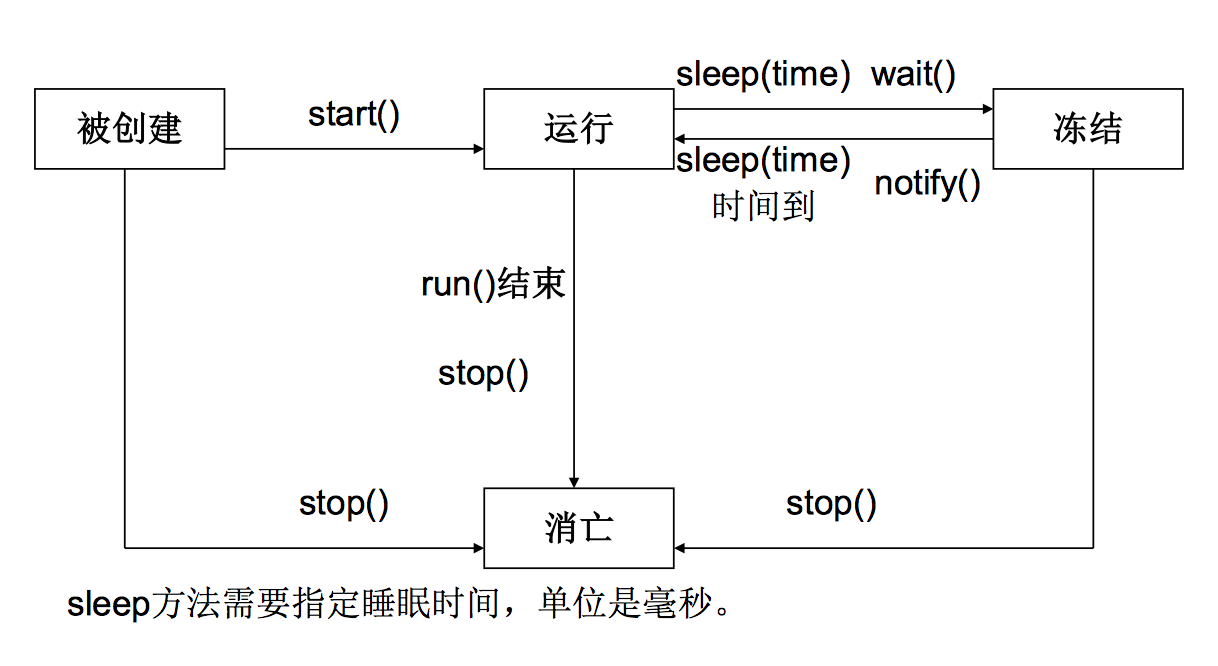 sleep(time) wait()
start()
被创建
运行
冻结
sleep(time)
时间到
notify()
run()结束
stop()
stop()
消亡
stop()
sleep方法需要指定睡眠时间，单位是毫秒。